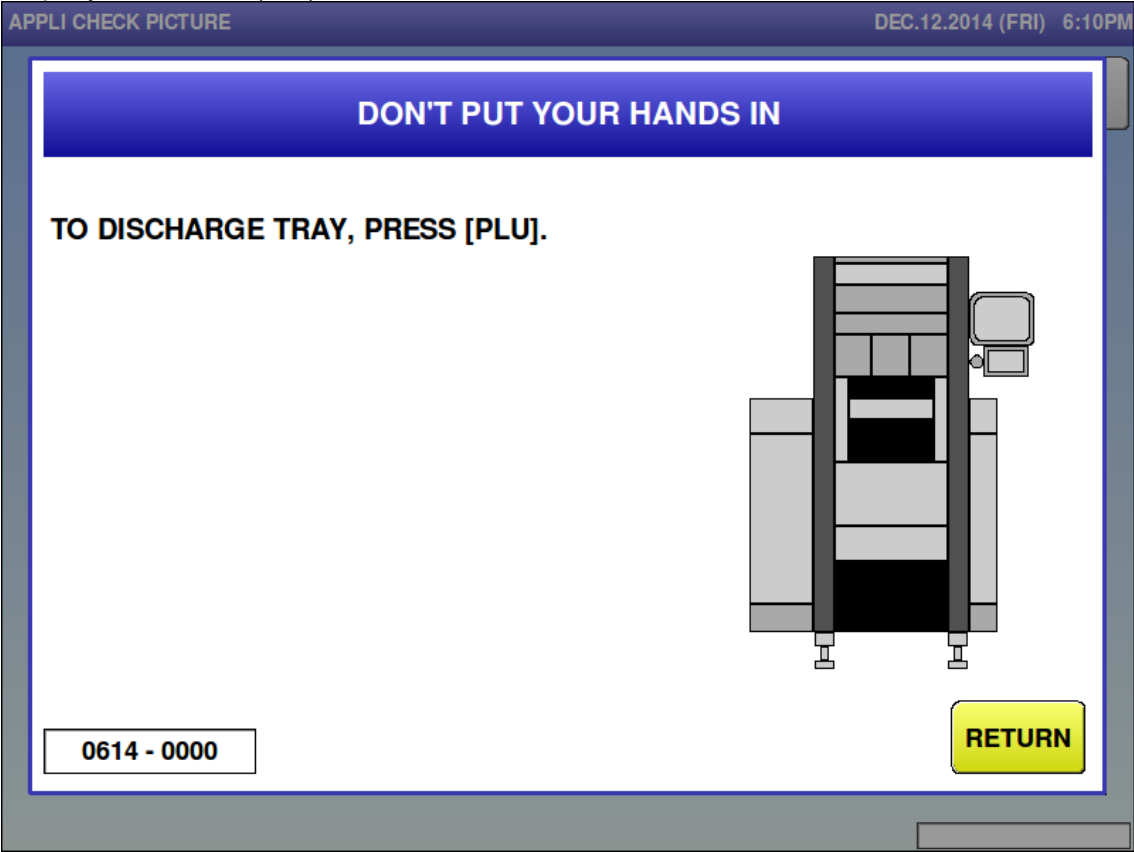 APPLI CHECK PICTURE DEC.12.2014 (FRI) 6:10PM
DON'T PUT YOUR HANDS IN
TO DISCHARGE TRAY, PRESS [PLU].
0614 - 0000
RETURN